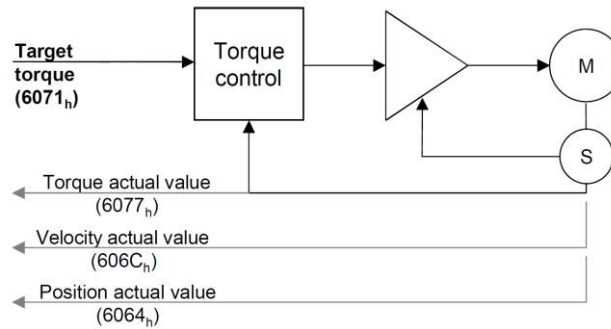 Target
torque
(6071h)
Torque
control
M
S
Torque actual value
(6077h)
Velocity actual value
(606Ch)
Position actual value
(6064h)